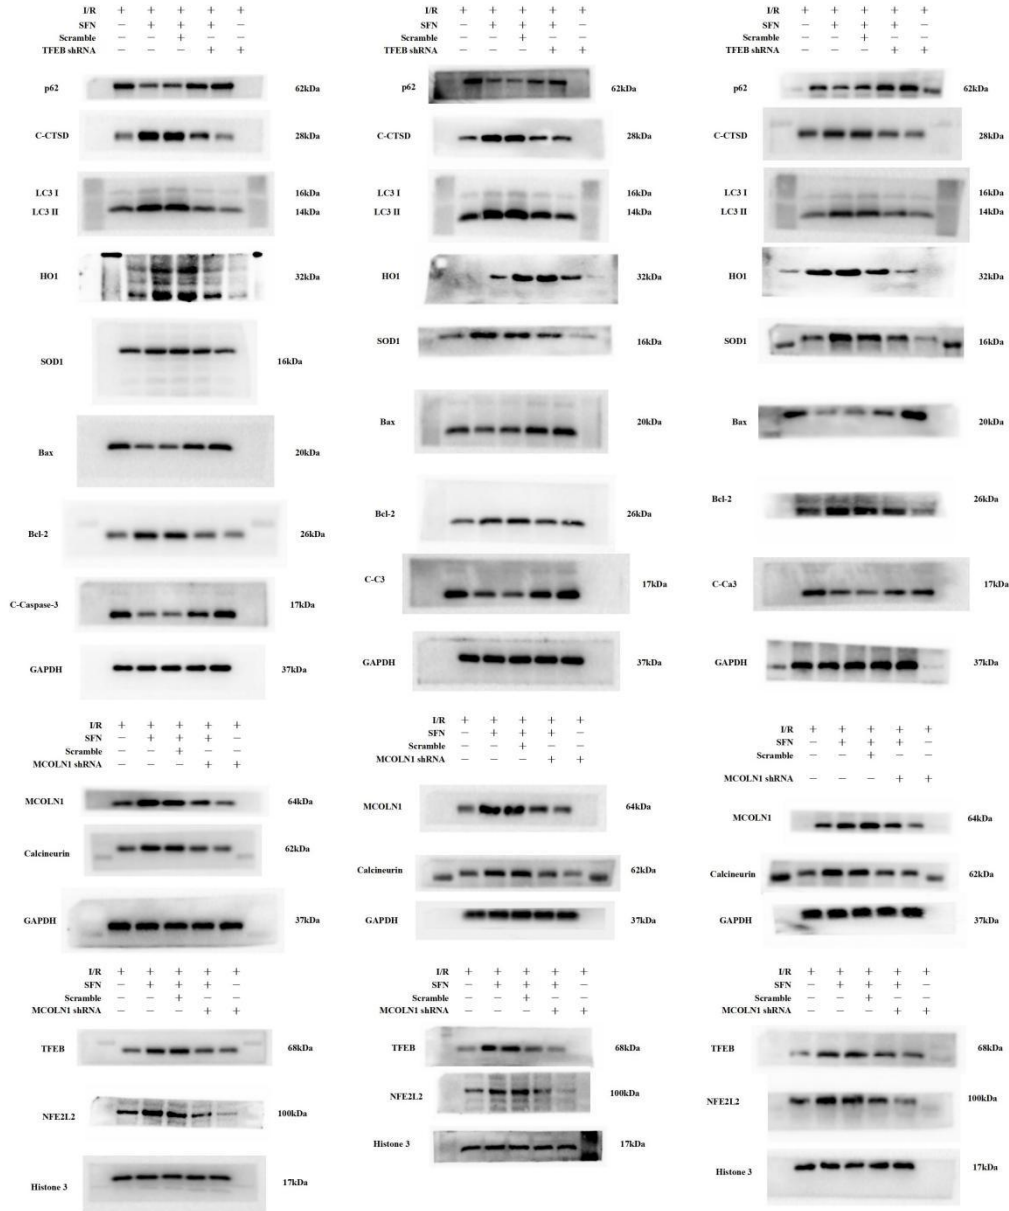 I/R + + + + +
SFN − + + + −
Scramble − − + − −
TFEB shRNA − − − + +
p62 62kDa
C-CTSD 28kDa
LC3 I 16kDa
LC3 II 14kDa
HO1 32kDa
SOD1 16kDa
Bax 20kDa
Bcl-2 26kDa
C-Caspase-3 17kDa
GAPDH 37kDa
I/R + + + + +
SFN − + + + −
Scramble − − + − −
TFEB shRNA − − − + +
p62 62kDa
C-CTSD 28kDa
LC3 I 16kDa
LC3 II 14kDa
HO1 32kDa
SOD1 16kDa
Bax 20kDa
Bcl-2 26kDa
C-C3 17kDa
GAPDH 37kDa
I/R + + + + +
SFN − + + + −
Scramble − − + − −
TFEB shRNA − − − + +
p62 62kDa
C-CTSD 28kDa
LC3 I 16kDa
LC3 II 14kDa
HO1 32kDa
SOD1 16kDa
Bax 20kDa
Bcl-2 26kDa
C-Ca3 17kDa
GAPDH 37kDa
I/R + + + + +
SFN − + + + −
Scramble − − + − −
MCOLN1 shRNA − − − + +
MCOLN1 64kDa
Calcineurin 62kDa
GAPDH 37kDa
I/R + + + + +
SFN − + + + −
Scramble − − + − −
MCOLN1 shRNA − − − + +
MCOLN1 64kDa
Calcineurin 62kDa
GAPDH 37kDa
I/R + + + + +
SFN − + + + −
Scramble − − + − −
MCOLN1 shRNA − − − + +
MCOLN1 64kDa
Calcineurin 62kDa
GAPDH 37kDa
I/R + + + + +
SFN − + + + −
Scramble − − + − −
MCOLN1 shRNA − − − + +
TFEB 68kDa
NFE2L2 100kDa
Histone 3 17kDa
I/R + + + + +
SFN − + + + −
Scramble − − + − −
MCOLN1 shRNA − − − + +
TFEB 68kDa
NFE2L2 100kDa
Histone 3 17kDa
I/R + + + + +
SFN − + + + −
Scramble − − + − −
MCOLN1 shRNA − − − + +
TFEB 68kDa
NFE2L2 100kDa
Histone 3 17kDa